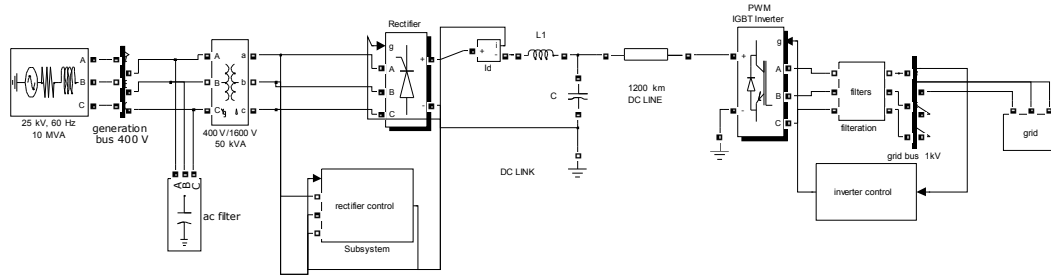 A
B
C
25 kV, 60 Hz
10 MVA
generation
bus 400 V
A
B
C
a
b
c
400 V/1600 V
50 kVA
A
B
C
ac filter
Rectifier
g
A
B
C
+
-
+
i
-
Id
L1
C
1200 km
DC LINE
DC LINK
rectifier control
Subsystem
PWM
IGBT Inverter
g
+
-
A
B
C
filters
filteration
grid bus 1kV
grid
inverter control